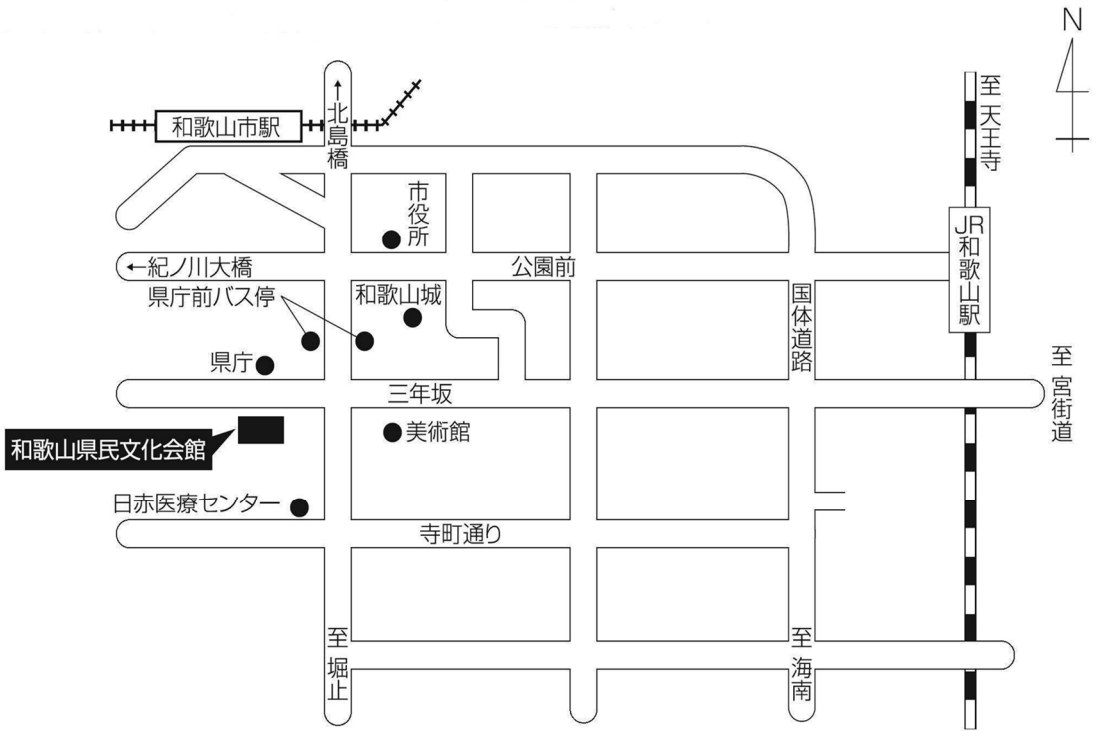 N
和歌山市駅
←北島橋
至 天王寺
市役所
JR和歌山駅
←紀ノ川大橋
公園前
県庁前バス停
和歌山城
国体道路
県庁
至 宮街道
三年坂
和歌山県民文化会館
美術館
日赤医療センター
寺町通り
至 堀止
至 海南